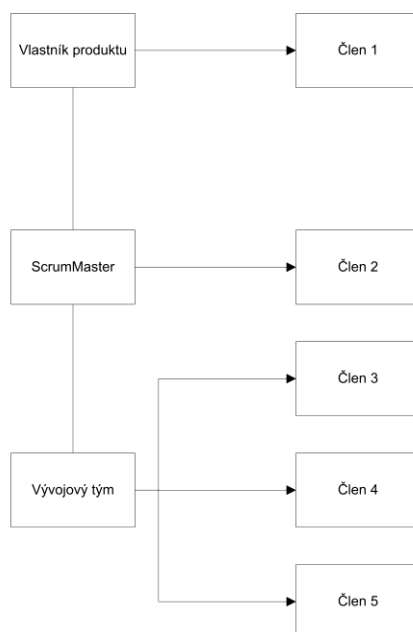 Vlastník produktu
Člen 1
ScrumMaster
Člen 2
Člen 3
Vývojový tým
Člen 4
Člen 5